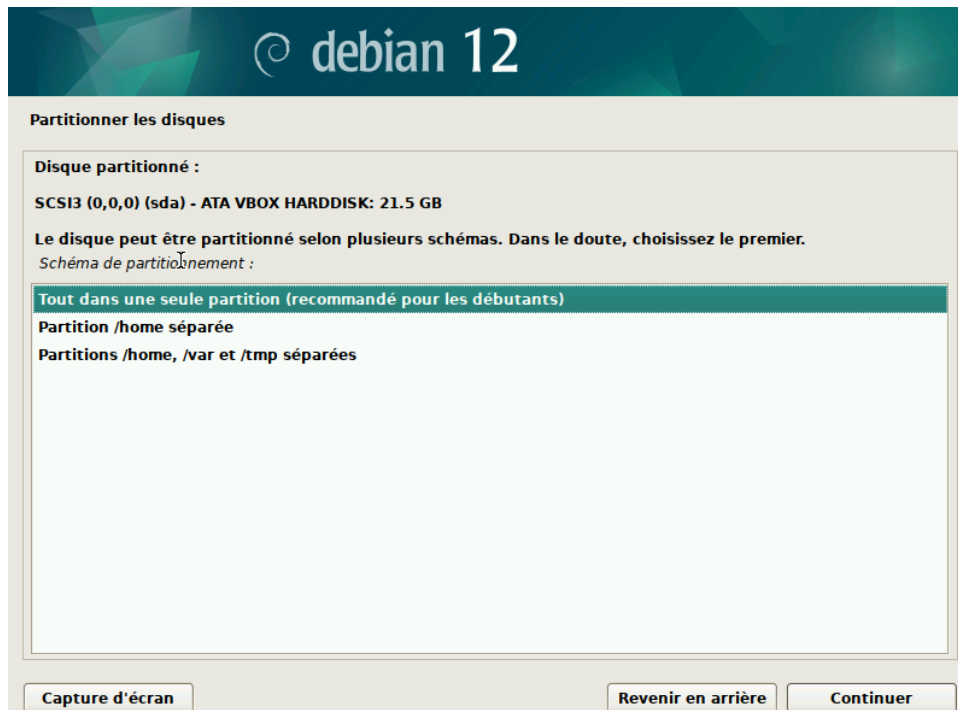 debian 12
Partitionner les disques
Disque partitionné :
SCSI3 (0,0,0) (sda) - ATA VBOX HARDDISK: 21.5 GB
Le disque peut être partitionné selon plusieurs schémas. Dans le doute, choisissez le premier.
Schéma de partitionnement :
Tout dans une seule partition (recommandé pour les débutants)
Partition /home séparée
Partitions /home, /var et /tmp séparées
Capture d'écran
Revenir en arrière
Continuer